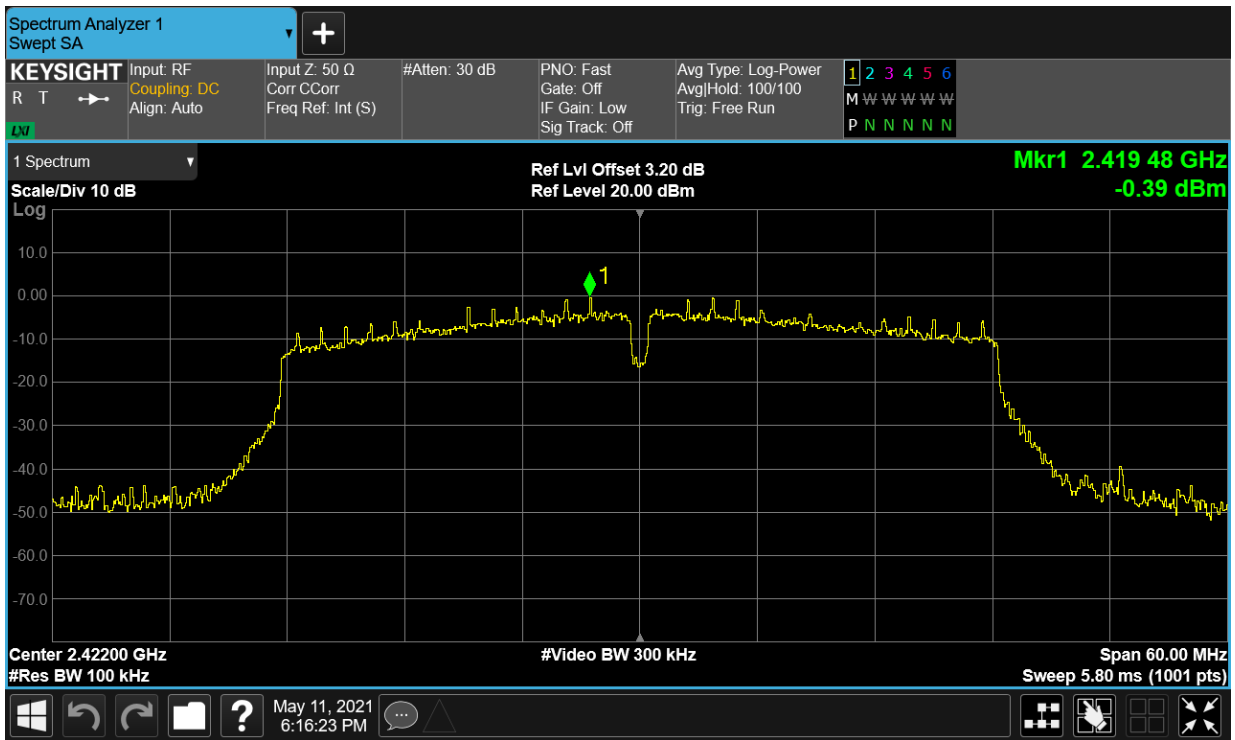 Spectrum Analyzer 1
Swept SA
+
KEYSIGHT
R T
LXI
Input: RF
Coupling: DC
Align: Auto
Input Z: 50 Ω
Corr CCorr
Freq Ref: Int (S)
#Atten: 30 dB
PNO: Fast
Gate: Off
IF Gain: Low
Sig Track: Off
Avg Type: Log-Power
Avg|Hold: 100/100
Trig: Free Run
1 2 3 4 5 6
M W W W W W
P N N N N N
1 Spectrum
Scale/Div 10 dB
Log
Ref Lvl Offset 3.20 dB
Ref Level 20.00 dBm
Mkr1 2.419 48 GHz
-0.39 dBm
10.0
0.00
-10.0
-20.0
-30.0
-40.0
-50.0
-60.0
-70.0
1
Center 2.42200 GHz
#Res BW 100 kHz
#Video BW 300 kHz
Span 60.00 MHz
Sweep 5.80 ms (1001 pts)
?
May 11, 2021
6:16:23 PM